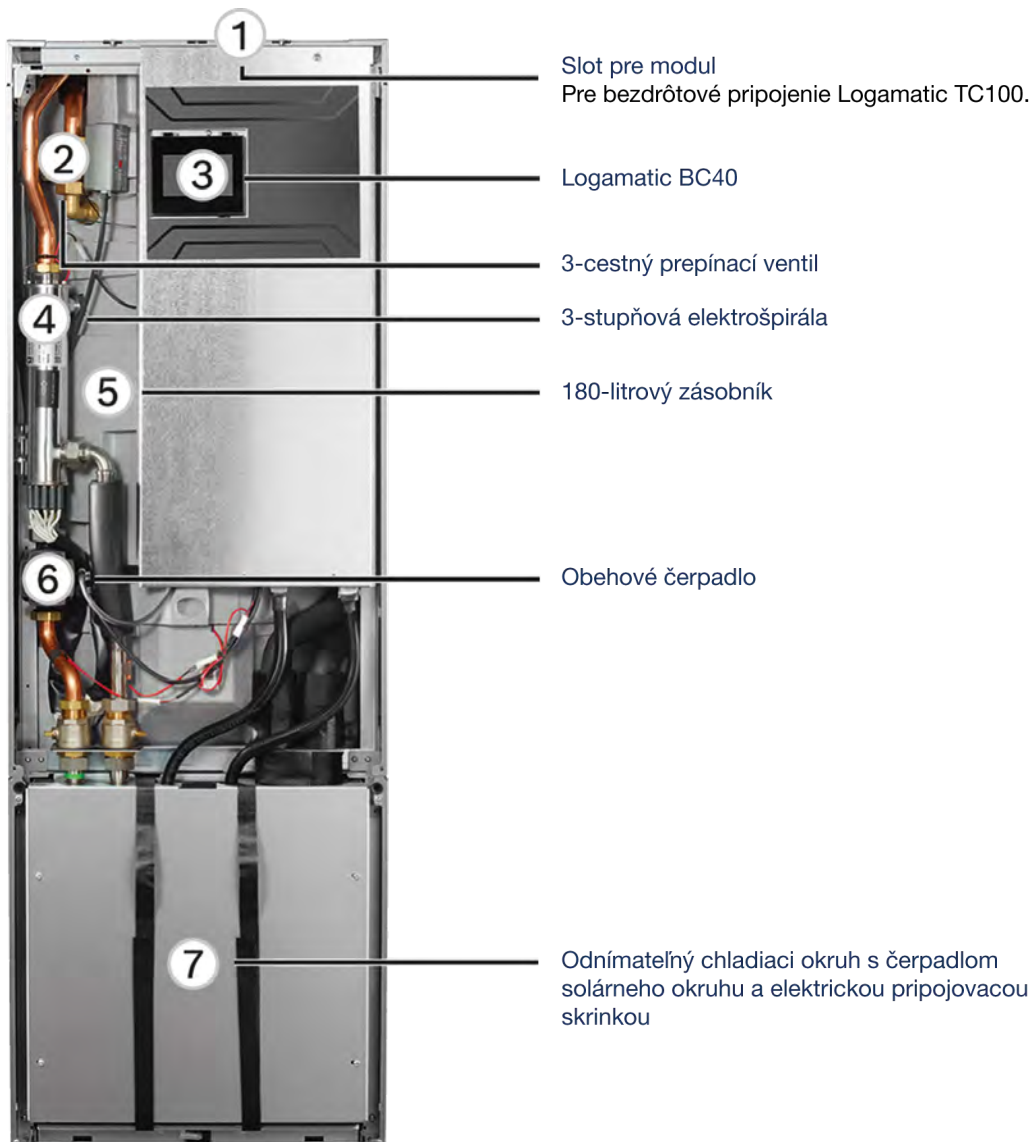 1
Slot pre modul
Pre bezdrôtové pripojenie Logamatic TC100.
2
3
Logamatic BC40
3-cestný prepínací ventil
4
3-stupňová elektrošpirála
5
180-litrový zásobník
6
Obehové čerpadlo
7
Odnímateľný chladiaci okruh s čerpadlom
solárneho okruhu a elektrickou pripojovacou
skrinkou